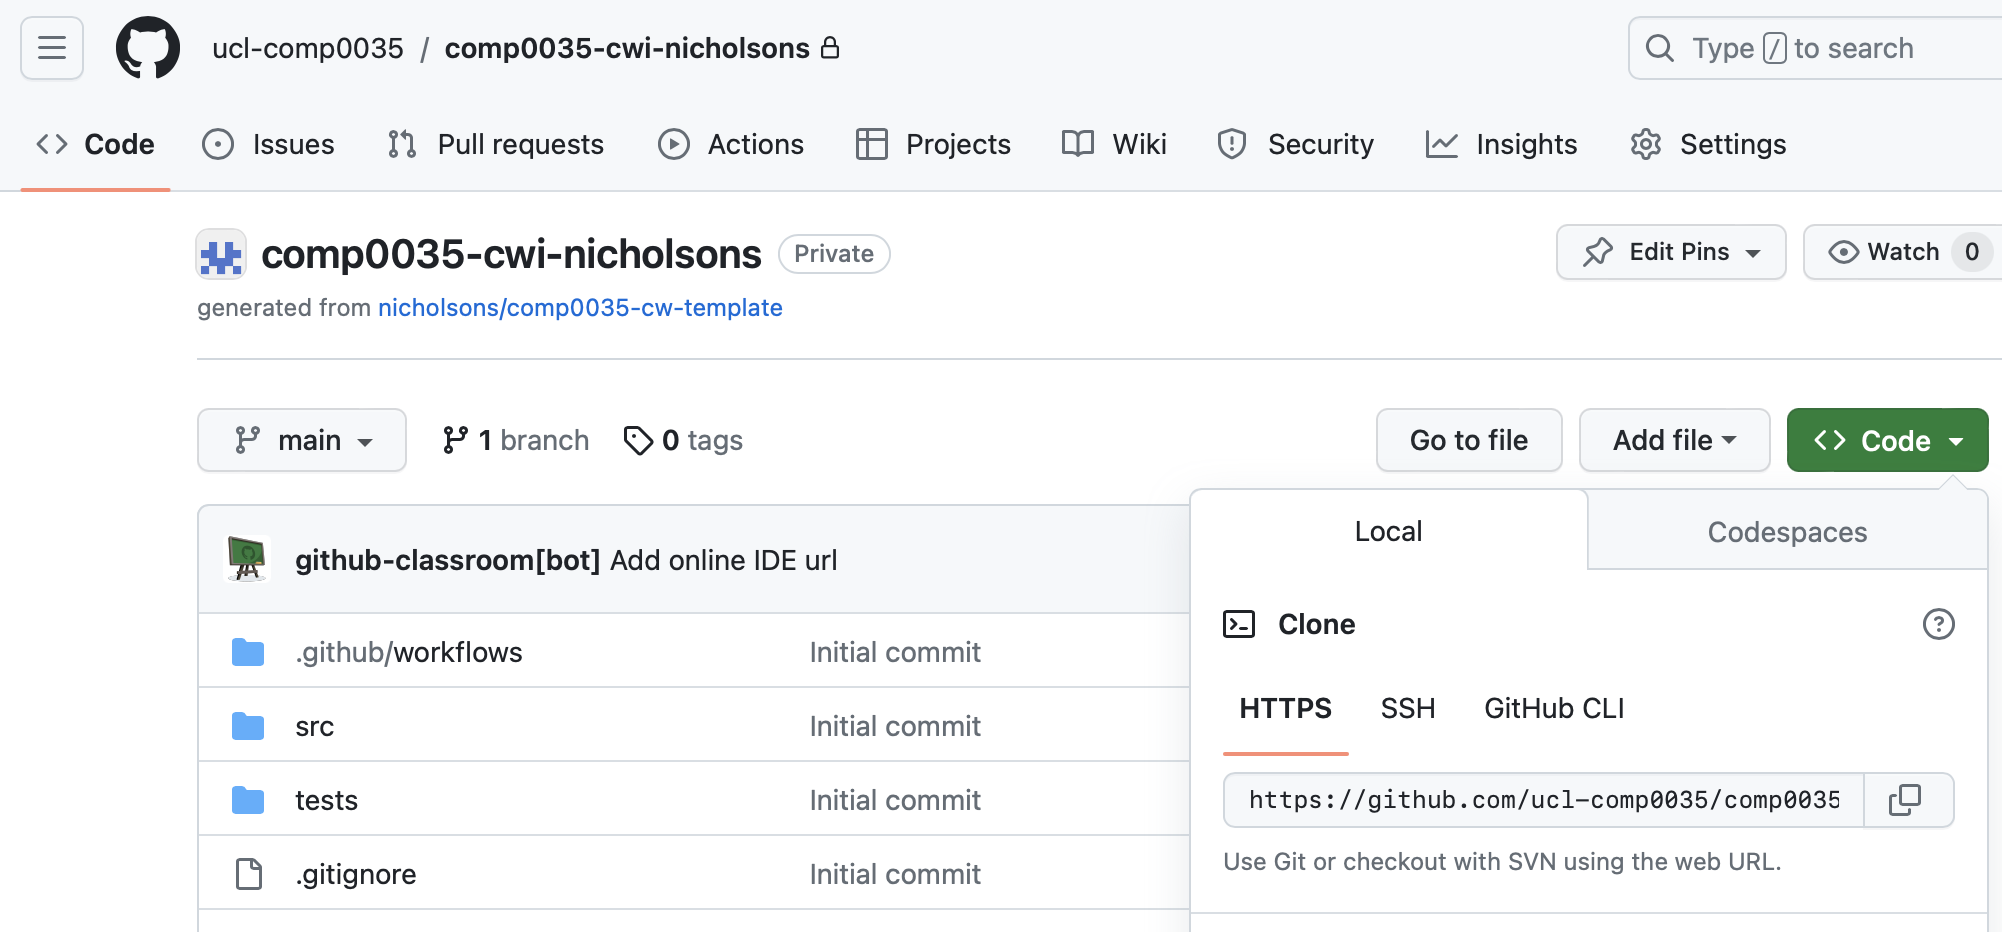 ucl-comp0035 / comp0035-cwi-nicholsons
Type / to search
Code Issues Pull requests Actions Projects Wiki Security Insights Settings
comp0035-cwi-nicholsons Private
Edit Pins Watch 0
generated from nicholsons/comp0035-cw-template
main 1 branch 0 tags
Go to file Add file Code
Local Codespaces
github-classroom[bot] Add online IDE url
Clone
.github/workflows Initial commit
HTTPS SSH GitHub CLI
src Initial commit
tests Initial commit
https://github.com/ucl-comp0035/comp0035
Use Git or checkout with SVN using the web URL.
.gitignore Initial commit